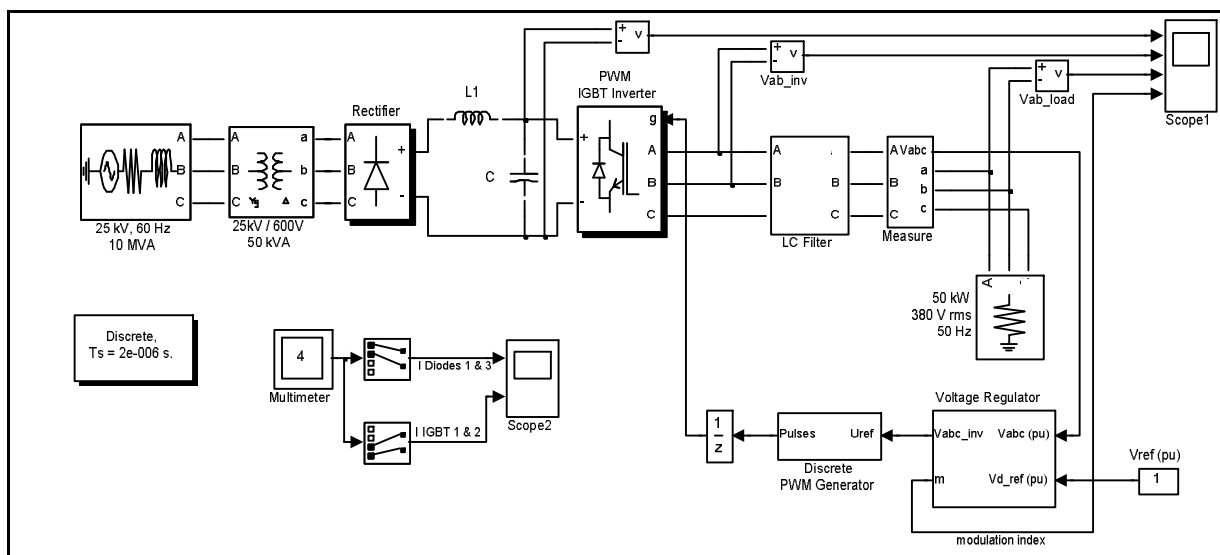 +
-
v
+
-
v
Vab_inv
+
-
v
Vab_load
Scope1
PWM
IGBT Inverter
L1
Rectifier
A
B
C
25 kV, 60 Hz
10 MVA
A
B
C
a
b
c
Yg
Δ
25kV / 600V
50 kVA
A
B
C
+
-
C
+
-
g
A
B
C
A
B
C
B
C
LC Filter
A
B
C
Vabc
a
b
c
Measure
A
50 kW
380 V rms
50 Hz
Discrete,
Ts = 2e-006 s.
4
Multimeter
I Diodes 1 & 3
I IGBT 1 & 2
Scope2
1
z
Pulses
Uref
Discrete
PWM Generator
Voltage Regulator
Vabc_inv
Vabc (pu)
m
Vd_ref (pu)
Vref (pu)
1
modulation index